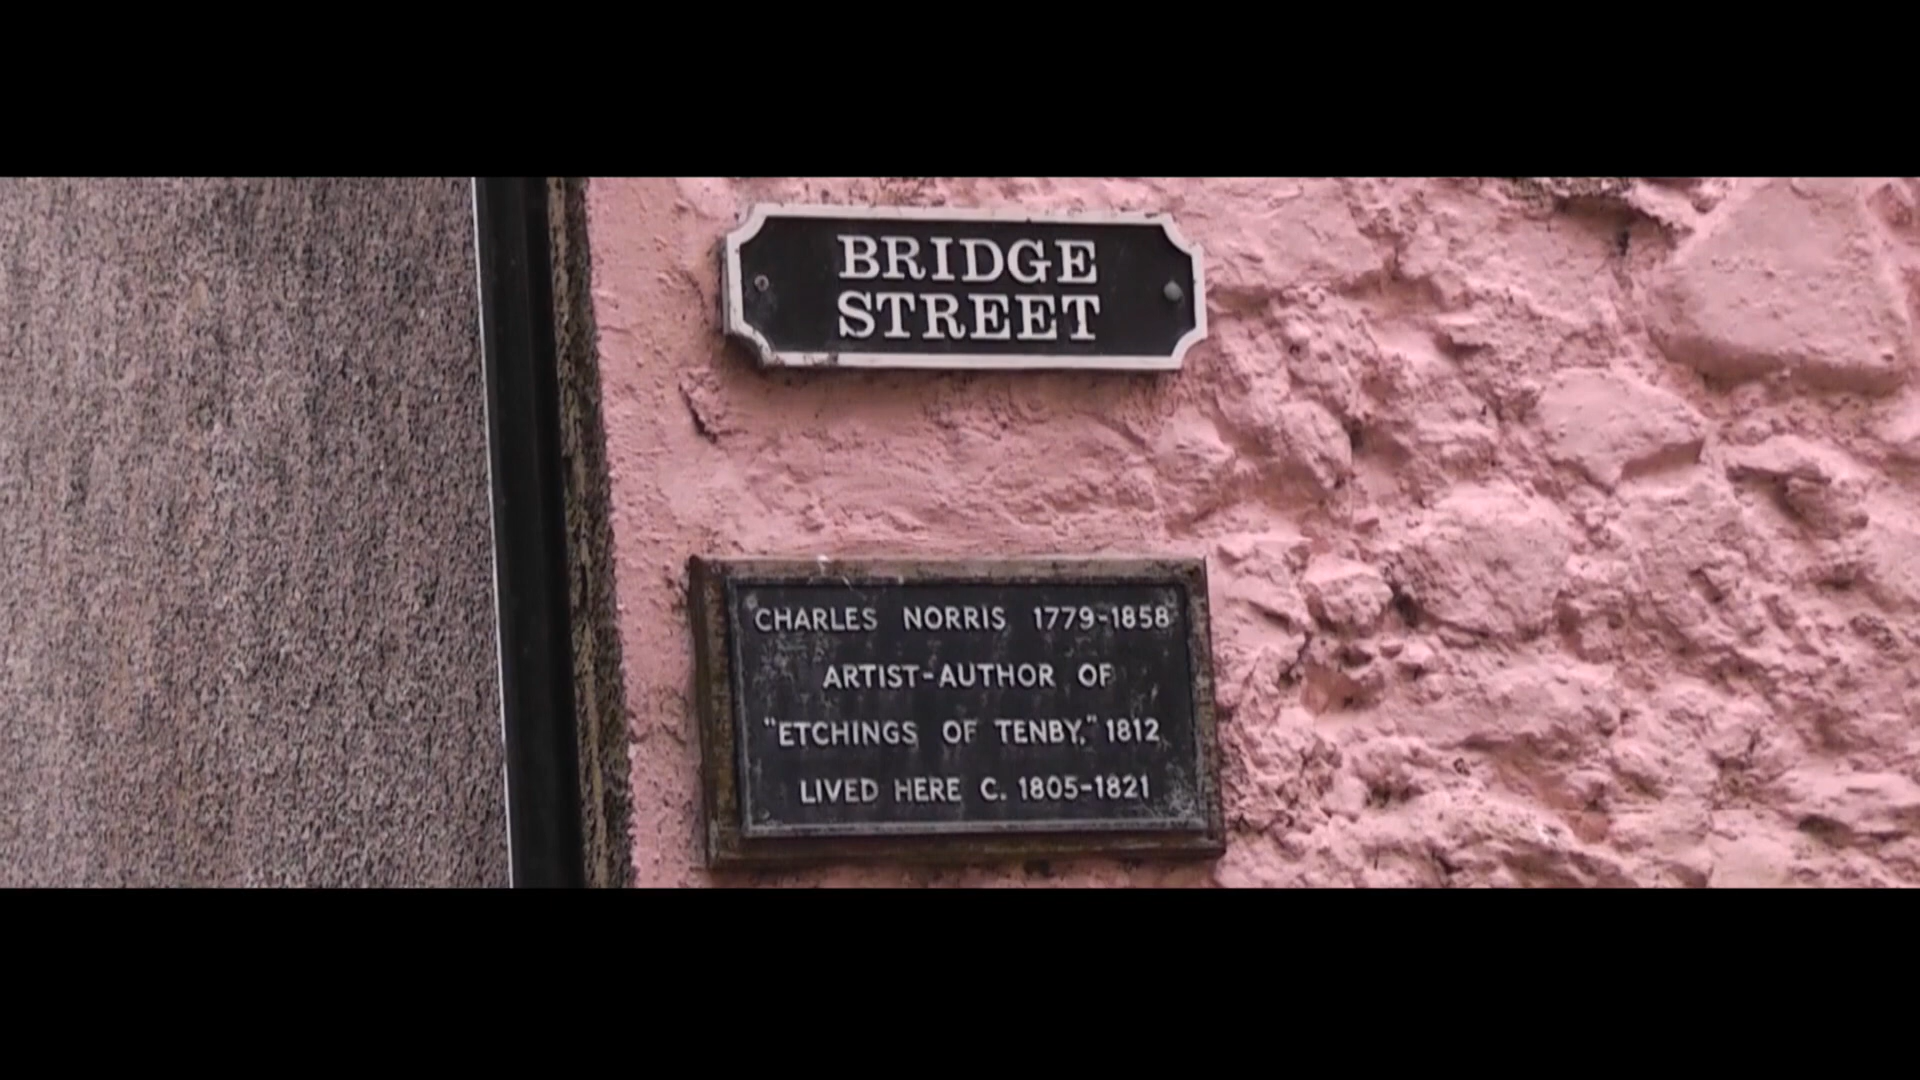 BRIDGE
STREET
CHARLES NORRIS 1779-1858
ARTIST-AUTHOR OF
"ETCHINGS OF TENBY," 1812
LIVED HERE C. 1805-1821